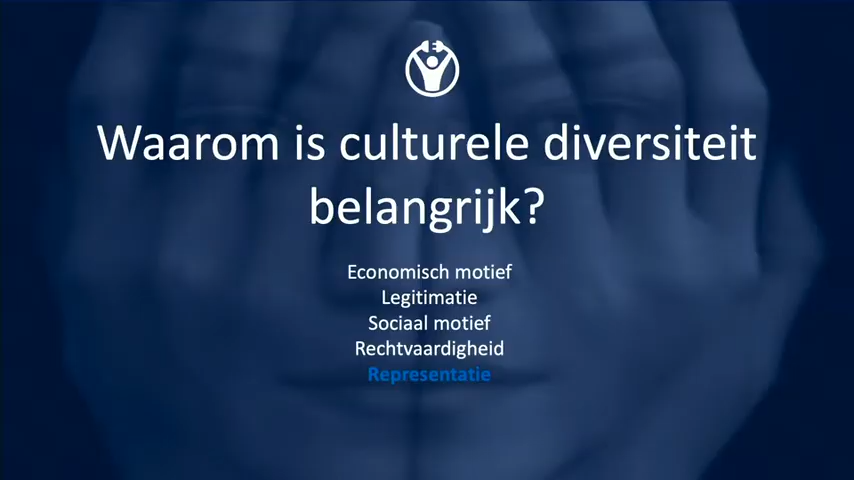 Waarom is culturele diversiteit
belangrijk?
Economisch motief
Legitimatie
Sociaal motief
Rechtvaardigheid
Representatie